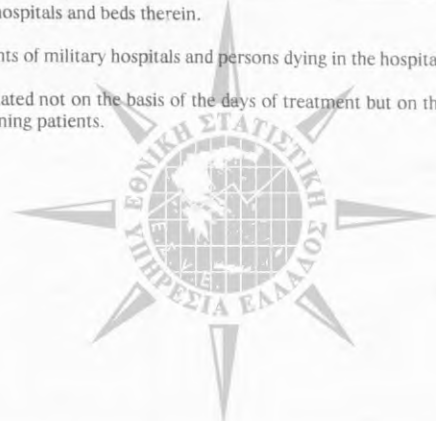 hospitals and beds therein.
nts of military hospitals and persons dying in the hospita
ated not on the basis of the days of treatment but on th
ning patients.
ΕΘΝΙΚΗ ΣΤΑΤΙΣΤΙΚΗ
ΥΠΗΡΕΣΙΑ ΕΛΛΑΔΟΣ